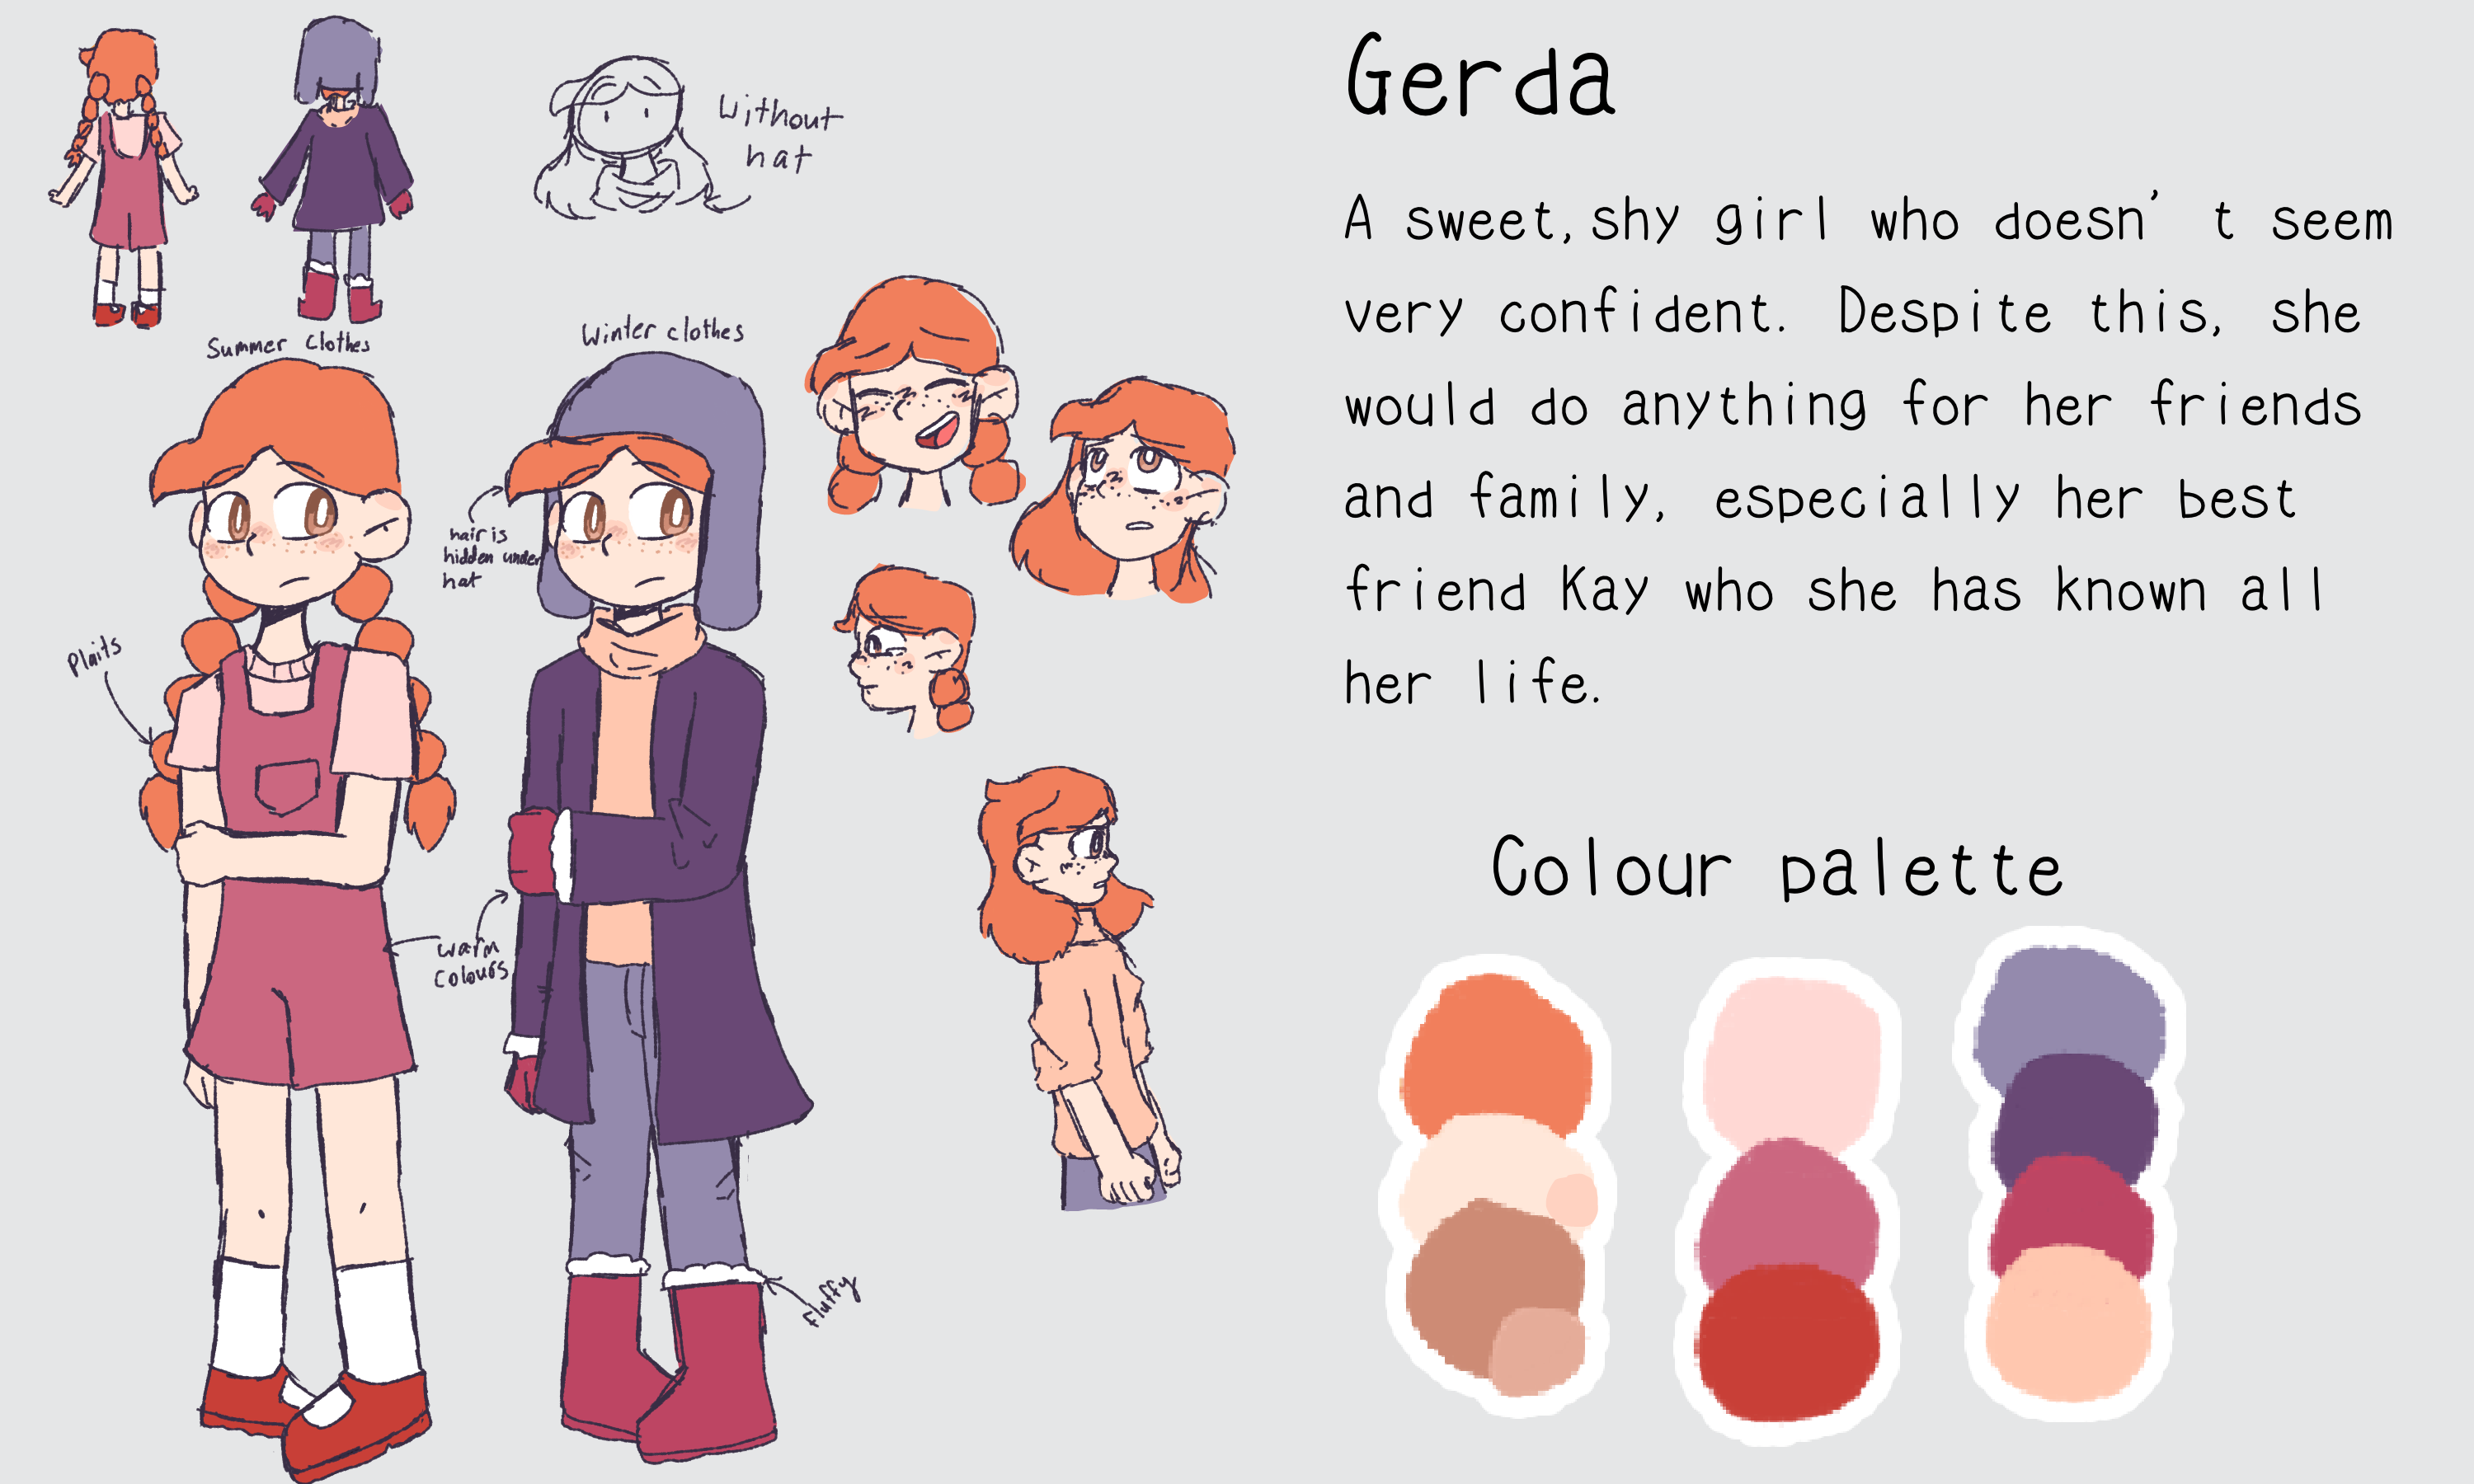 Without
hat
Summer clothes
Winter clothes
hair is
hidden under
hat
Plaits
warm
colours
fluffy
Gerda
A sweet, shy girl who doesn't seem
very confident. Despite this, she
would do anything for her friends
and family, especially her best
friend Kay who she has known all
her life.
Colour palette